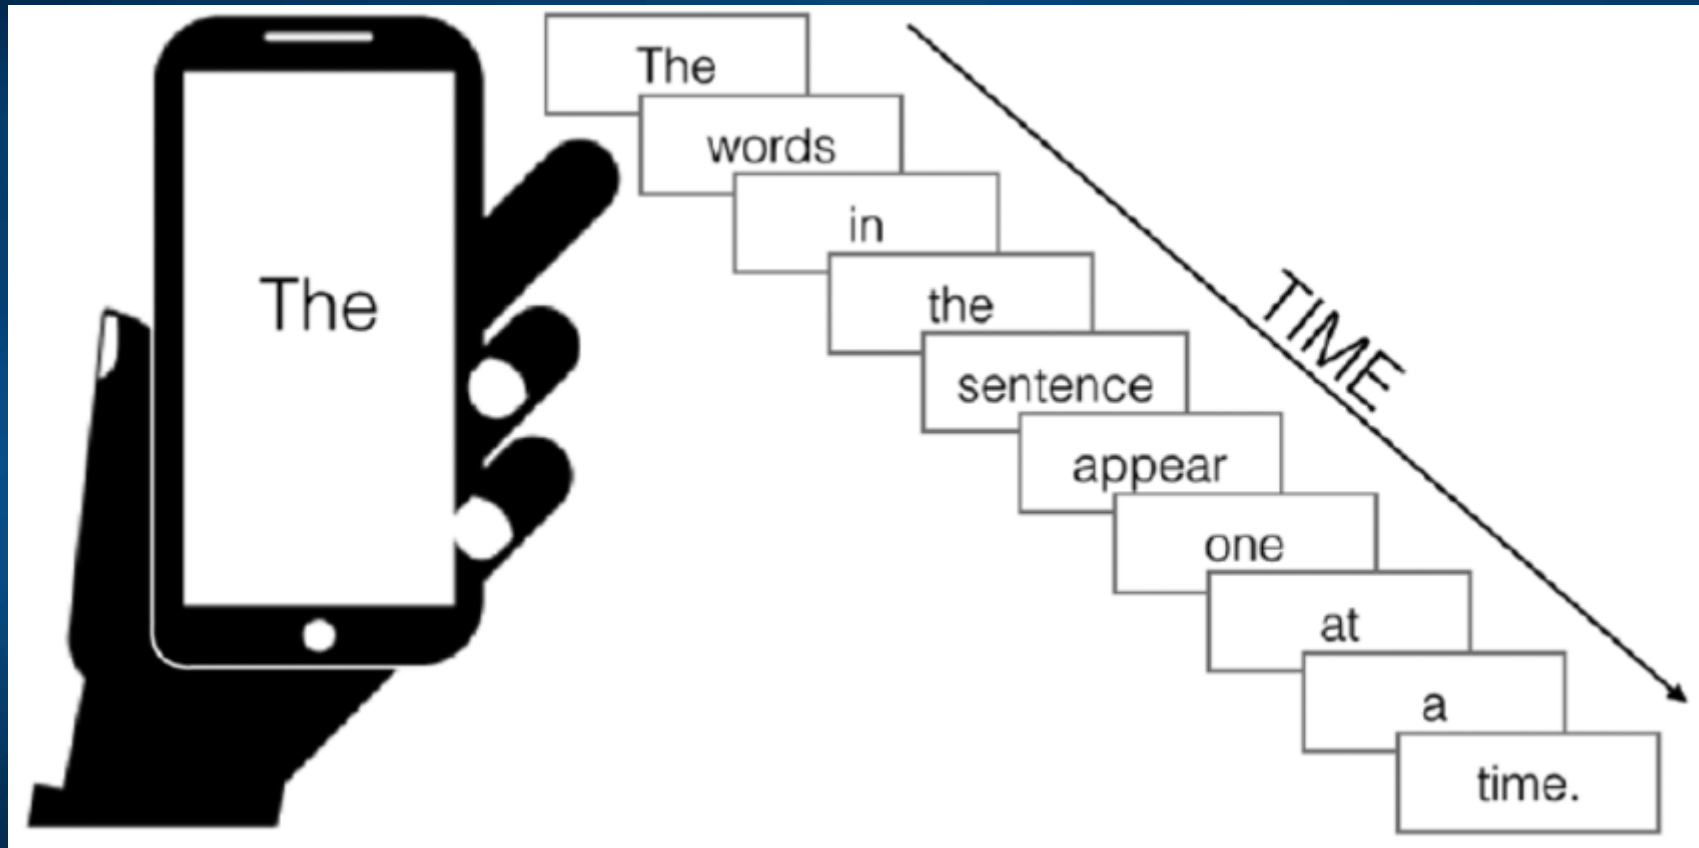 The
The
words
in
the
sentence
appear
one
at
a
time.
TIME